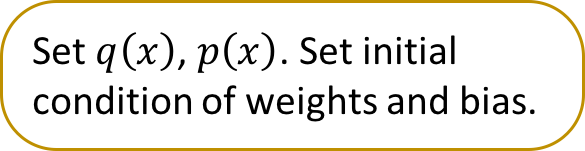 Set q(x), p(x). Set initial
condition of weights and bias.